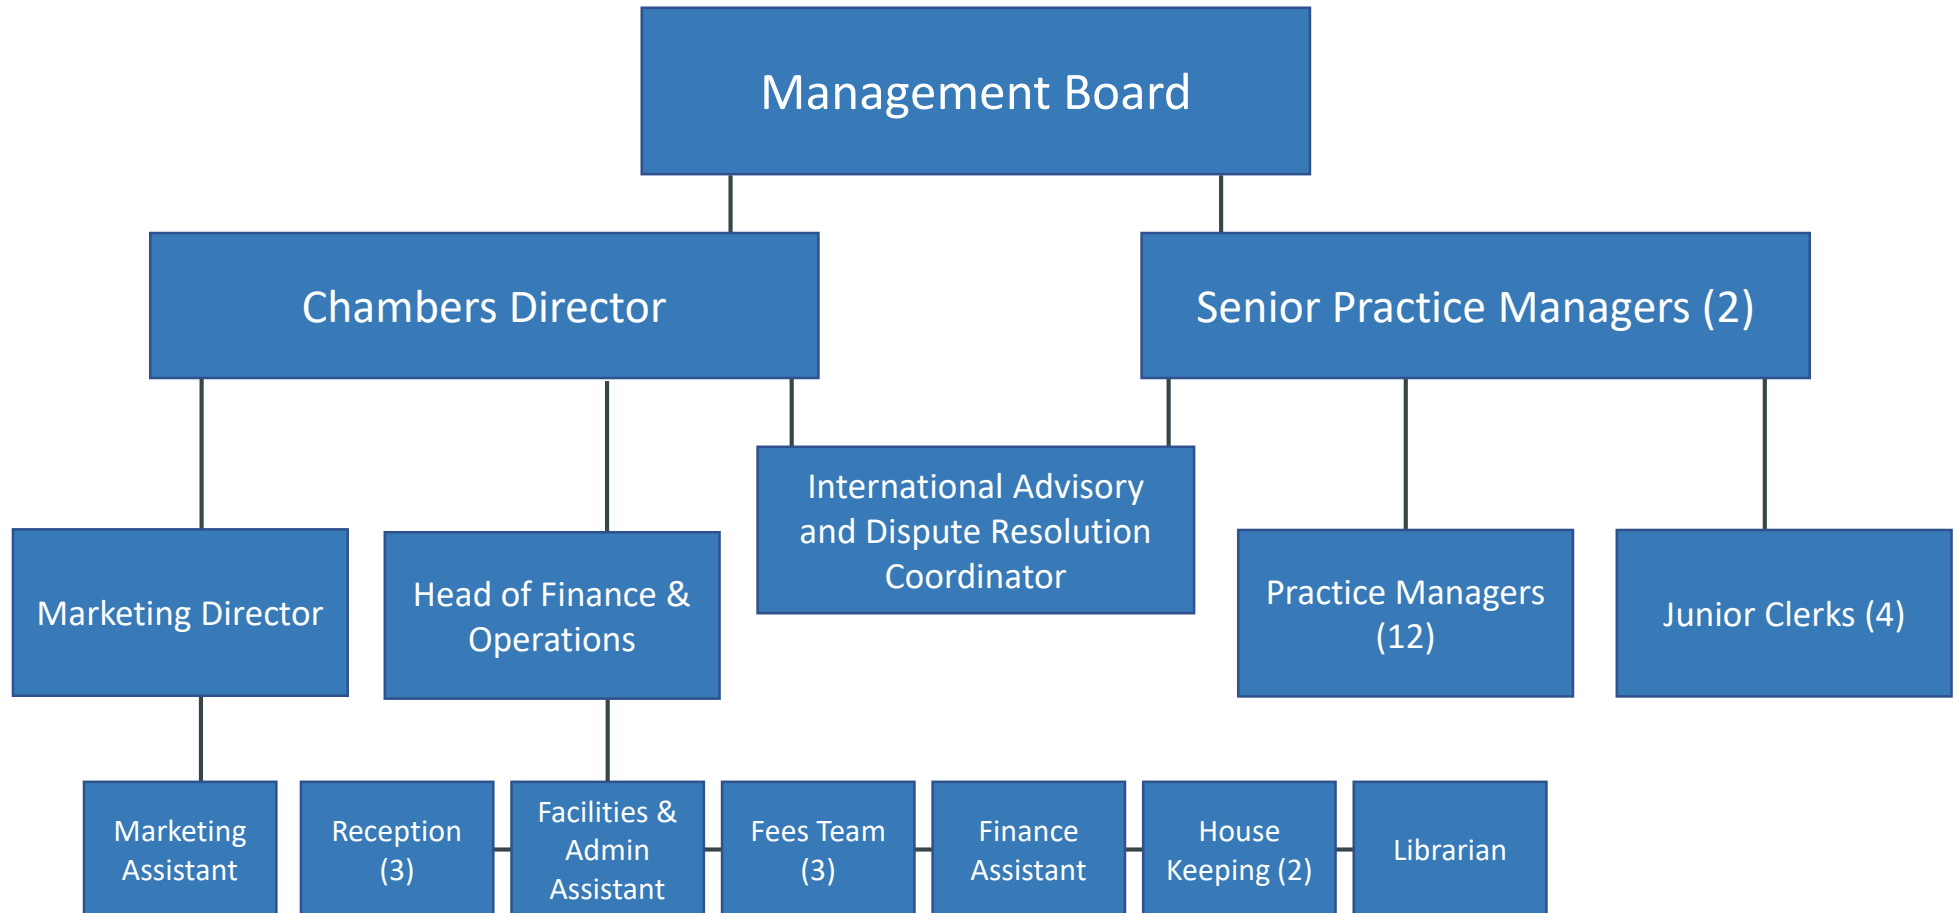 Management Board
Chambers Director
Senior Practice Managers (2)
International Advisory
and Dispute Resolution
Coordinator
Marketing Director
Head of Finance &
Operations
Practice Managers
(12)
Junior Clerks (4)
Marketing
Assistant
Reception
(3)
Facilities &
Admin
Assistant
Fees Team
(3)
Finance
Assistant
House
Keeping (2)
Librarian